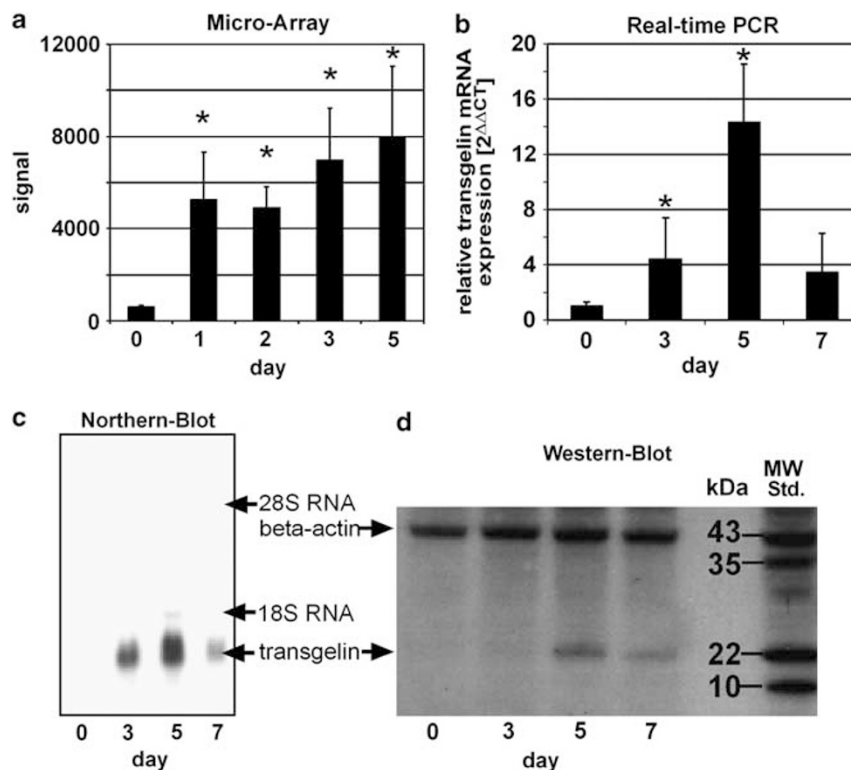 a
Micro-Array
12000
8000
4000
0
signal
*
*
*
*
0 1 2 3 5
day
b
Real-time PCR
20
16
12
8
4
0
relative transgelin mRNA
expression [2ΔΔCT]
*
*
0 3 5 7
day
c
Northern-Blot
28S RNA
beta-actin
18S RNA
transgelin
0 3 5 7
day
d
Western-Blot
kDa
MW
Std.
43
35
22
10
0 3 5 7
day